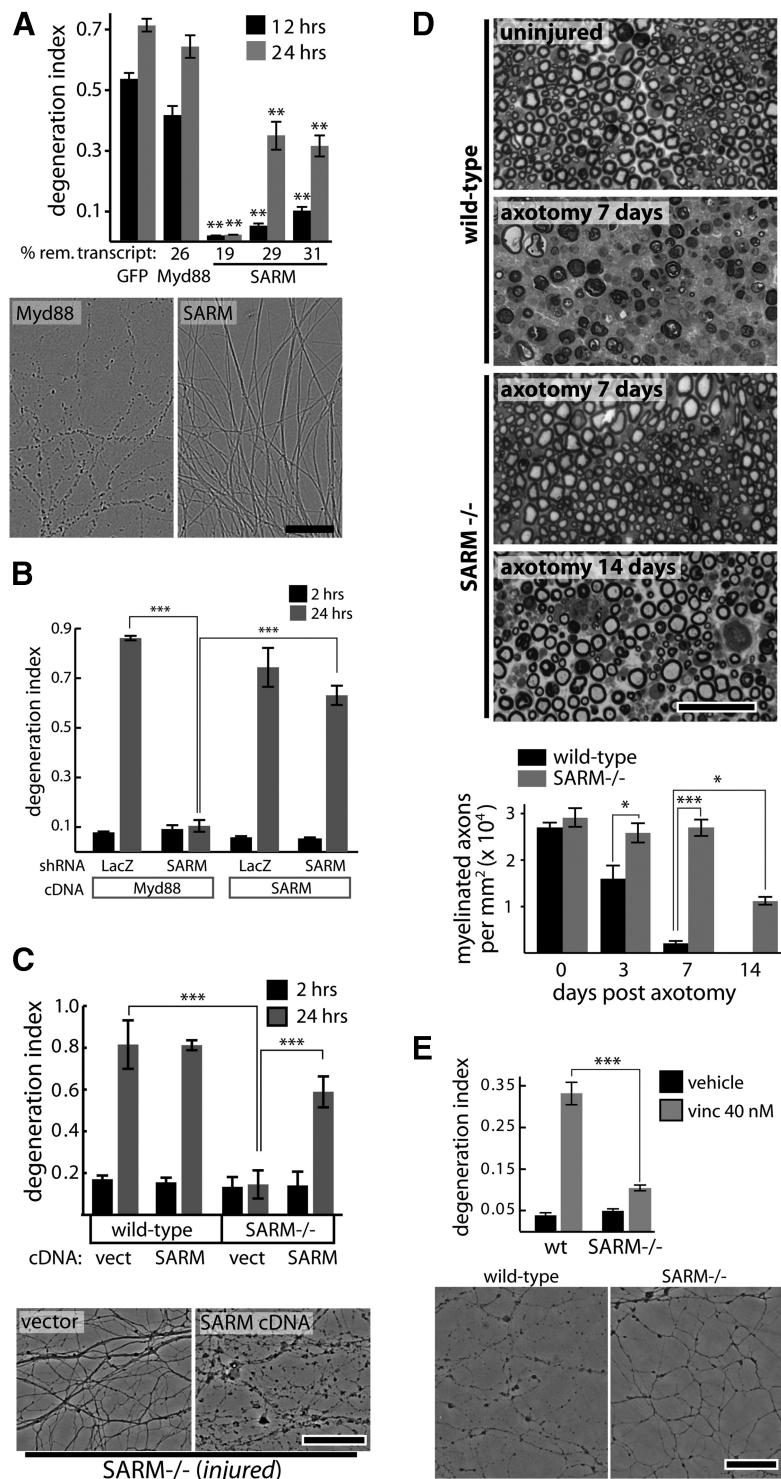 A
degeneration index
0.7
0.5
0.3
0.1
12 hrs
24 hrs
** ** ** ** ** **
% rem. transcript: 26 19 29 31
GFP Myd88 SARM
Myd88 SARM
B
degeneration index
0.9
0.7
0.5
0.3
0.1
2 hrs
24 hrs
*** ***
shRNA LacZ SARM LacZ SARM
cDNA Myd88 SARM
C
degeneration index
1.0
0.8
0.6
0.4
0.2
2 hrs
24 hrs
*** ***
wild-type SARM-/-
cDNA: vect SARM vect SARM
vector SARM cDNA
SARM-/- (injured)
D
wild-type
uninjured
axotomy 7 days
SARM -/-
axotomy 7 days
axotomy 14 days
wild-type
SARM-/-
myelinated axons
per mm² (x 10⁴)
3
2
1
* *** *
0 3 7 14
days post axotomy
E
degeneration index
0.35
0.25
0.15
0.05
***
vehicle
vinc 40 nM
wt SARM-/-
wild-type SARM-/-